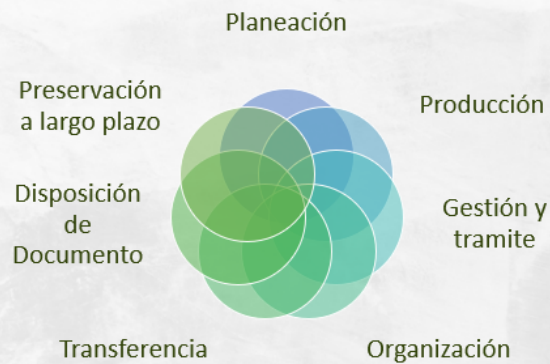 Planeación
Producción
Gestión y
tramite
Organización
Transferencia
Disposición
de
Documento
Preservación
a largo plazo